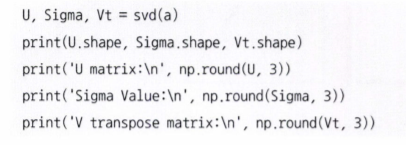 U, Sigma, Vt = svd(a)
print(U.shape, Sigma.shape, Vt.shape)
print('U matrix:\n', np.round(U, 3))
print('Sigma Value:\n', np.round(Sigma, 3))
print('V transpose matrix:\n', np.round(Vt, 3))